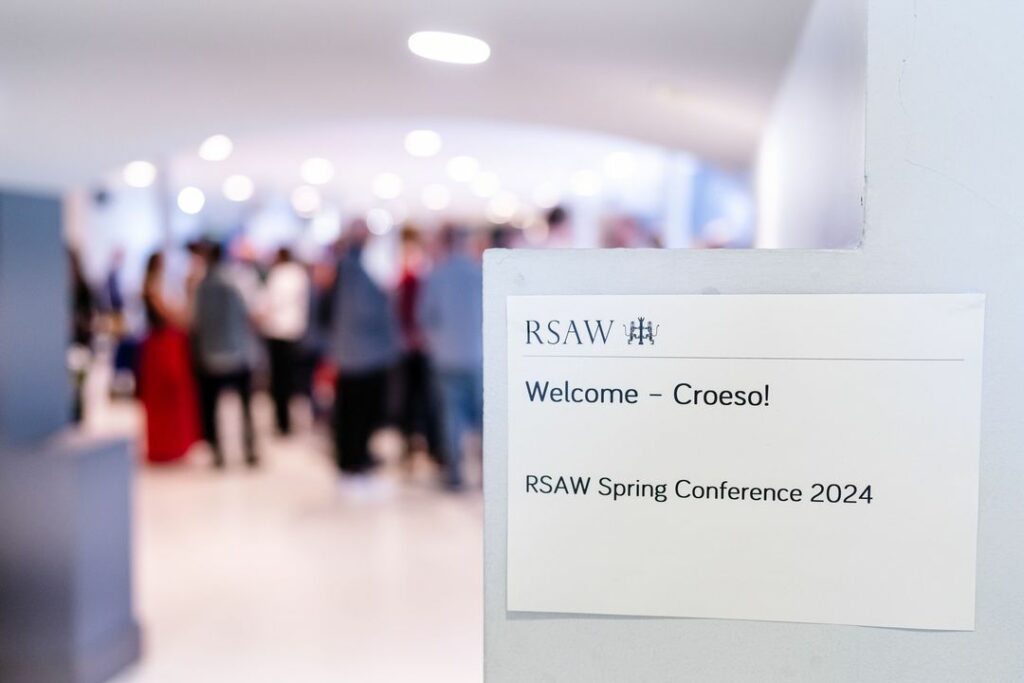 RSAW
Welcome – Croeso!
RSAW Spring Conference 2024